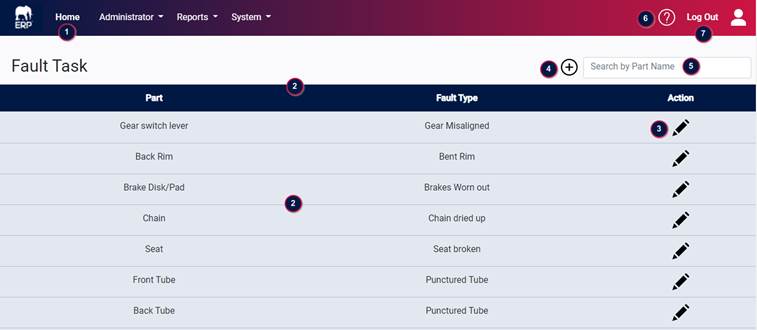 ERP Home Administrator Reports System 6 ? Log Out
1 7
Fault Task 4 Search by Part Name 5
2
Part Fault Type Action
Gear switch lever Gear Misaligned 3
Back Rim Bent Rim
Brake Disk/Pad Brakes Worn out
2
Chain Chain dried up
Seat Seat broken
Front Tube Punctured Tube
Back Tube Punctured Tube